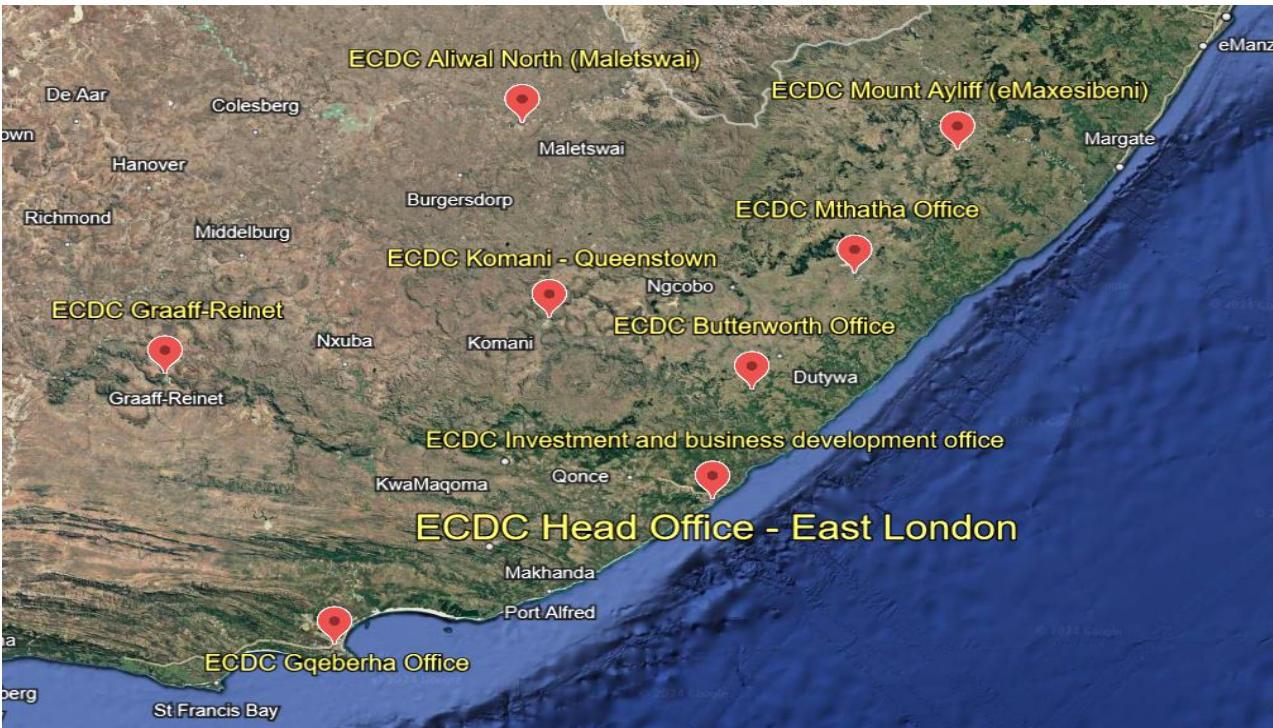 ECDC Aliwal North (Maletswai)
ECDC Mount Ayliff (eMaxesibeni)
eManz
De Aar
Colesberg
own
Margate
Maletswai
Hanover
Burgersdorp
ECDC Mthatha Office
Richmond
Middelburg
ECDC Komani - Queenstown
Ngcobo
ECDC Graaff-Reinet
ECDC Butterworth Office
Nxuba
Komani
Dutywa
Graaff-Reinet
ECDC Investment and business development office
KwaMaqoma
Qonce
ECDC Head Office - East London
Makhanda
Port Alfred
ECDC Gqeberha Office
berg
St Francis Bay